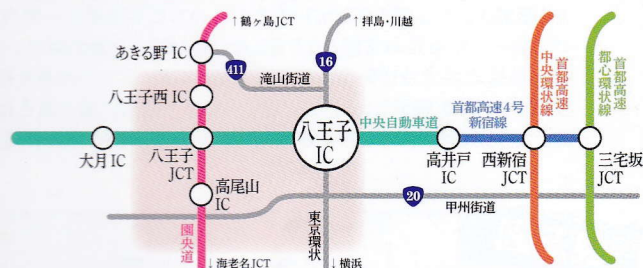 ↑鶴ヶ島JCT
↑拝島・川越
あきる野IC
411
滝山街道
16
八王子西IC
首都高速
中央環状線
首都高速
都心環状線
八王子
IC
中央自動車道
首都高速4号
新宿線
大月IC
八王子
JCT
高井戸
IC
西新宿
JCT
三宅坂
JCT
高尾山
IC
20
甲州街道
圏央道
東京環状
↓海老名JCT
↓横浜